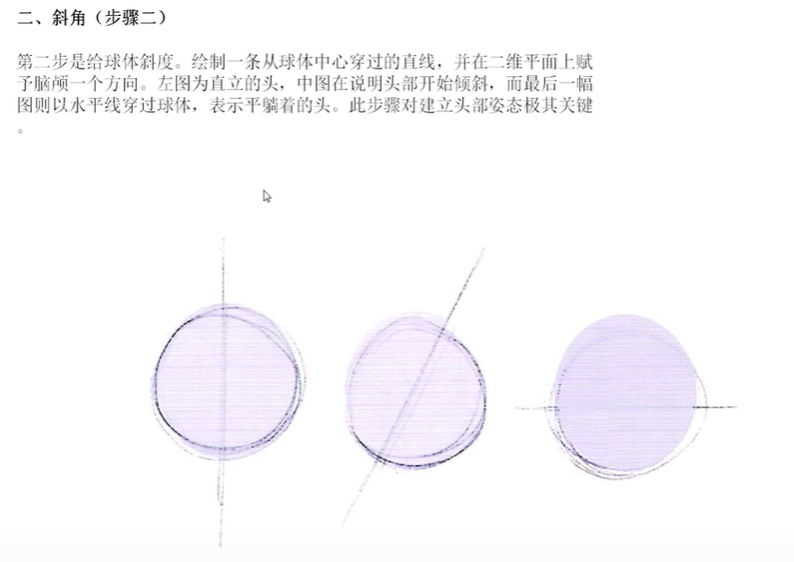 二、斜角（步骤二）
第二步是给球体斜度。绘制一条从球体中心穿过的直线，并在二维平面上赋
予脑颅一个方向。左图为直立的头，中图在说明头部开始倾斜，而最后一幅
图则以水平线穿过球体，表示平躺着的头。此步骤对建立头部姿态极其关键
。